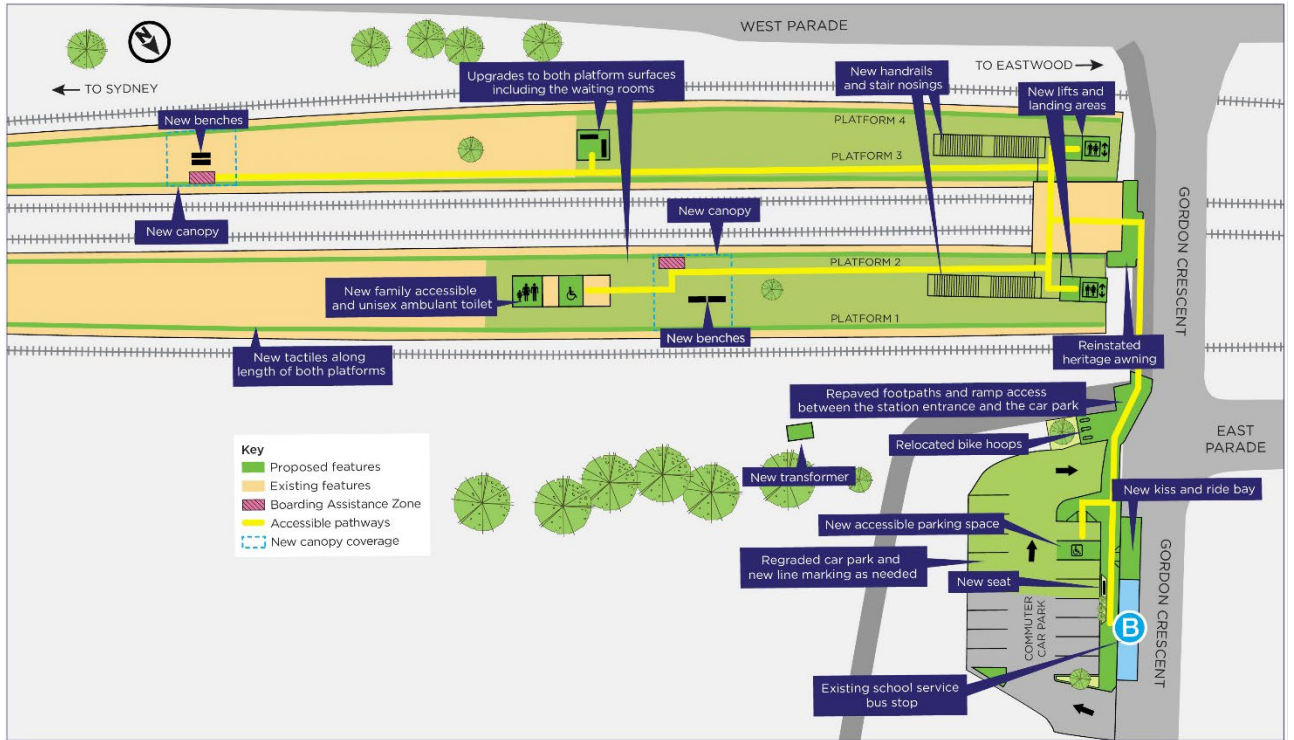 WEST PARADE
N
TO SYDNEY
TO EASTWOOD
Upgrades to both platform surfaces
including the waiting rooms
New handrails
and stair nosings
New lifts and
landing areas
New benches
PLATFORM 4
PLATFORM 3
New canopy
New canopy
GORDON CRESCENT
PLATFORM 2
New family accessible
and unisex ambulant toilet
PLATFORM 1
New benches
New tactiles along
length of both platforms
Reinstated
heritage awning
Repaved footpaths and ramp access
between the station entrance and the car park
EAST
PARADE
Relocated bike hoops
Key
Proposed features
Existing features
Boarding Assistance Zone
Accessible pathways
New canopy coverage
New transformer
New kiss and ride bay
New accessible parking space
Regraded car park and
new line marking as needed
New seat
COMMUTER
CAR PARK
B
GORDON CRESCENT
Existing school service
bus stop